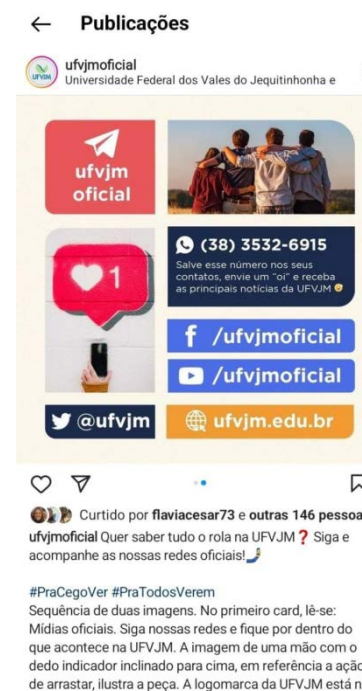 Publicações
UFVJM
ufvjmoficial
Universidade Federal dos Vales do Jequitinhonha e
ufvjm
oficial
(38) 3532-6915
Salve esse número nos seus
contatos, envie um "oi" e receba
as principais notícias da UFVJM 😉
1
f /ufvjmoficial
/ufvjmoficial
@ufvjm
ufvjm.edu.br
Curtido por flaviacesar73 e outras 146 pessoa
ufvjmoficial Quer saber tudo o rola na UFVJM❓ Siga e
acompanhe as nossas redes oficiais!🤳
#PraCegoVer #PraTodosVerem
Sequência de duas imagens. No primeiro card, lê-se:
Mídias oficiais. Siga nossas redes e fique por dentro do
que acontece na UFVJM. A imagem de uma mão com o
dedo indicador inclinado para cima, em referência a ação
de arrastar, ilustra a peça. A logomarca da UFVJM está n